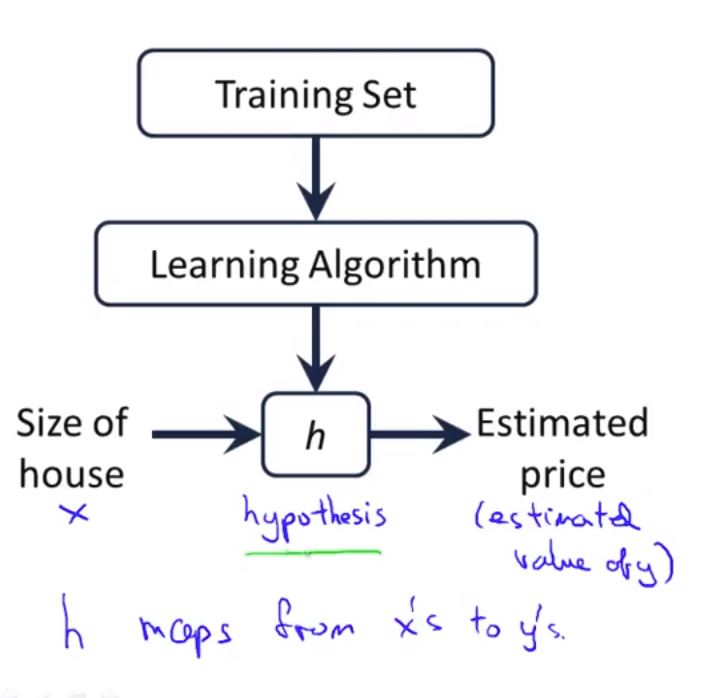 Training Set
Learning Algorithm
Size of house
h
Estimated price
x
hypothesis
(estimated value of y)
h maps from x's to y's.